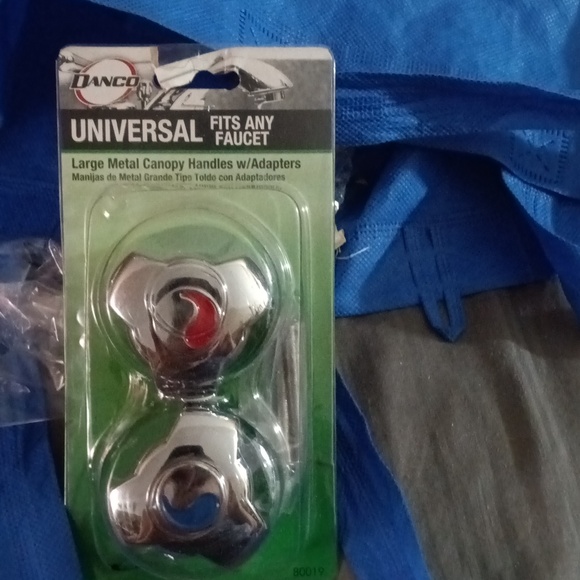 DANCO
UNIVERSAL FITS ANY FAUCET
Large Metal Canopy Handles w/Adapters
Manijas de Metal Grande Tipo Toldo con Adaptadores
80019